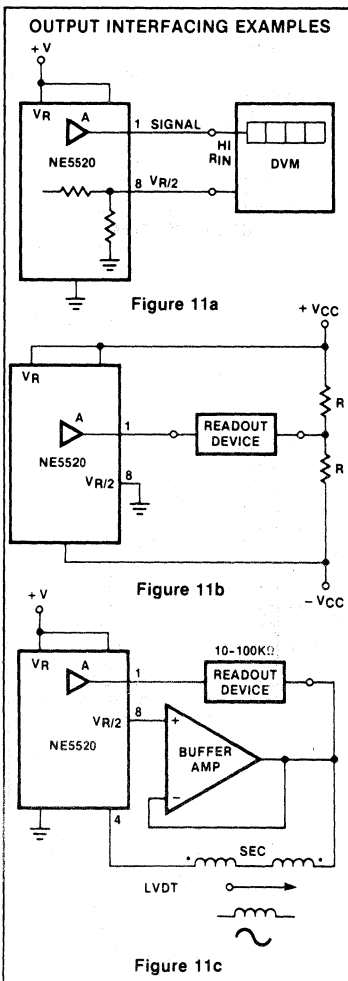 OUTPUT INTERFACING EXAMPLES
+V
VR
A
1 SIGNAL
HI
RIN
DVM
NE5520
8 VR/2
Figure 11a
+ VCC
VR
R
A
1
READOUT
DEVICE
NE5520
VR/2
8
R
Figure 11b
- VCC
+ V
10-100KΩ
VR
A
1
READOUT
DEVICE
VR/2
8
+
NE5520
BUFFER
AMP
-
4
SEC
LVDT
Figure 11c